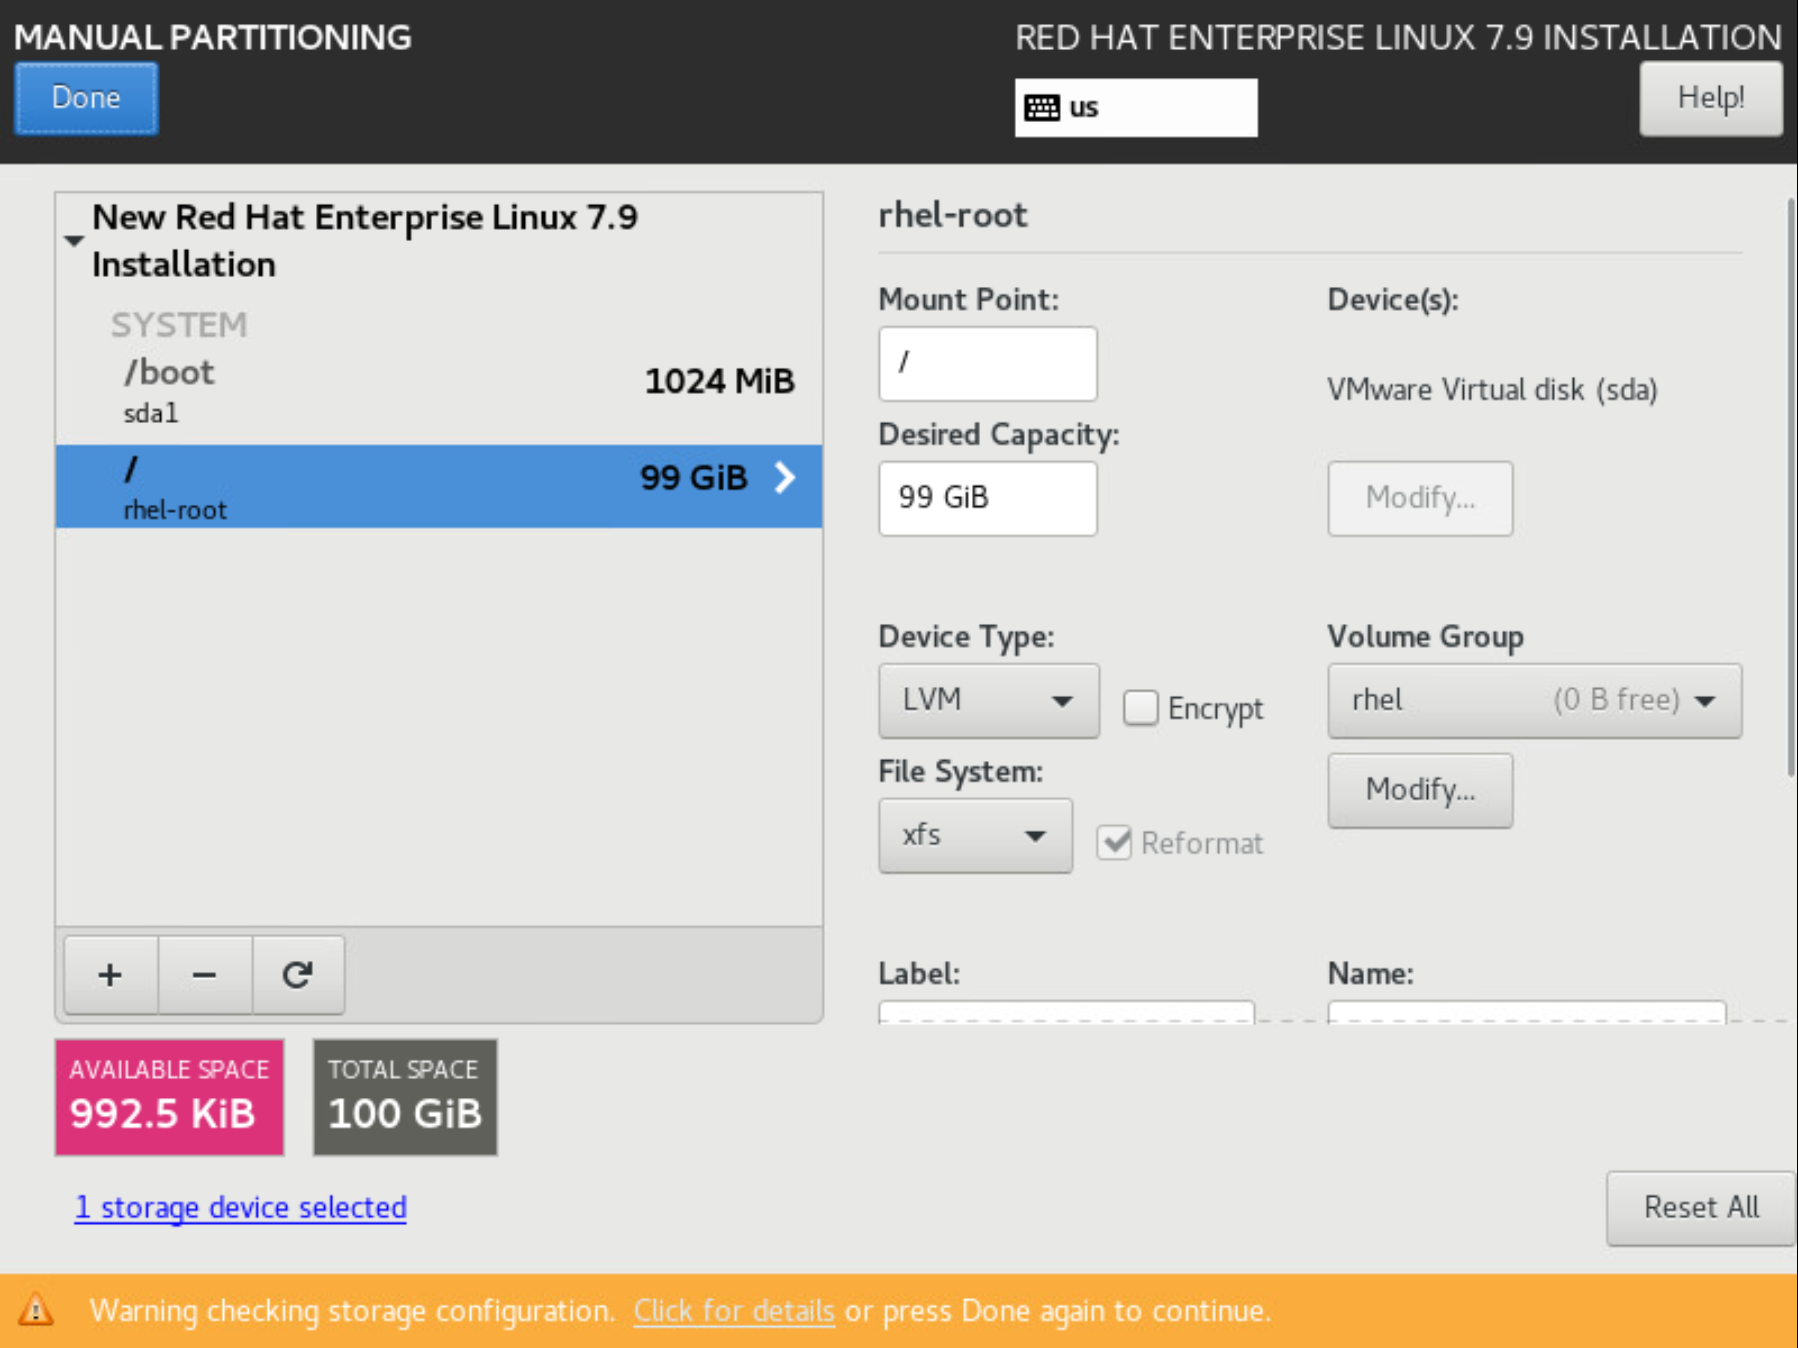 MANUAL PARTITIONING
RED HAT ENTERPRISE LINUX 7.9 INSTALLATION
Done
us
Help!
New Red Hat Enterprise Linux 7.9
Installation
SYSTEM
/boot
1024 MiB
sda1
/
99 GiB
rhel-root
+
−
rhel-root
Mount Point:
Device(s):
/
VMware Virtual disk (sda)
Desired Capacity:
99 GiB
Modify...
Device Type:
Volume Group
LVM
Encrypt
rhel (0 B free)
File System:
Modify...
xfs
Reformat
Label:
Name:
AVAILABLE SPACE
992.5 KiB
TOTAL SPACE
100 GiB
1 storage device selected
Reset All
Warning checking storage configuration. Click for details or press Done again to continue.